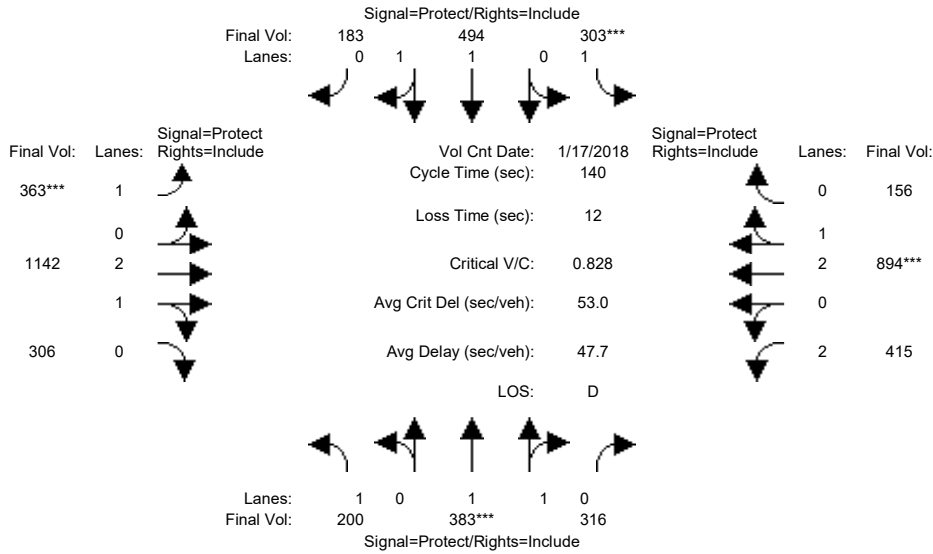 Signal=Protect/Rights=Include
Final Vol: 183 494 303***
Lanes: 0 1 1 0 1
Signal=Protect Signal=Protect
Final Vol: Lanes: Rights=Include Vol Cnt Date: 1/17/2018 Rights=Include Lanes: Final Vol:
Cycle Time (sec): 140
363*** 1 0 156
Loss Time (sec): 12
0 1
1142 2 Critical V/C: 0.828 2 894***
1 Avg Crit Del (sec/veh): 53.0 0
306 0 Avg Delay (sec/veh): 47.7 2 415
LOS: D
Lanes: 1 0 1 1 0
Final Vol: 200 383*** 316
Signal=Protect/Rights=Include